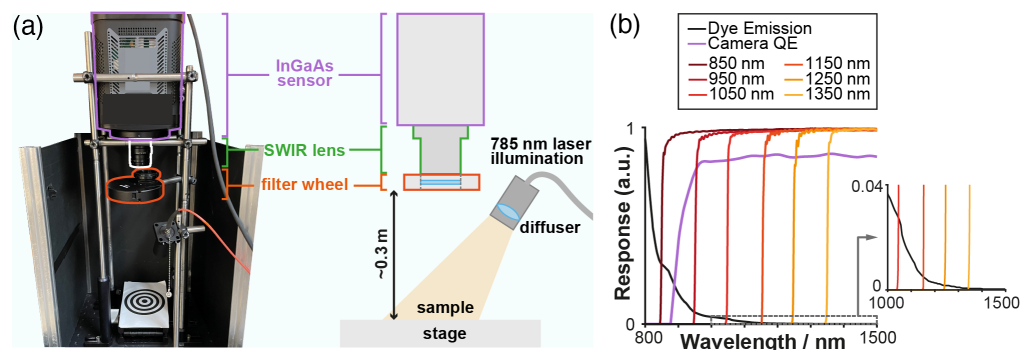 (a)
InGaAs
sensor
SWIR lens
filter wheel
785 nm laser
illumination
diffuser
~0.3 m
sample
stage
(b)
Dye Emission
Camera QE
850 nm
1150 nm
950 nm
1250 nm
1050 nm
1350 nm
Response (a.u.)
1
0
800
1500
Wavelength / nm
0.04
0
1000
1500